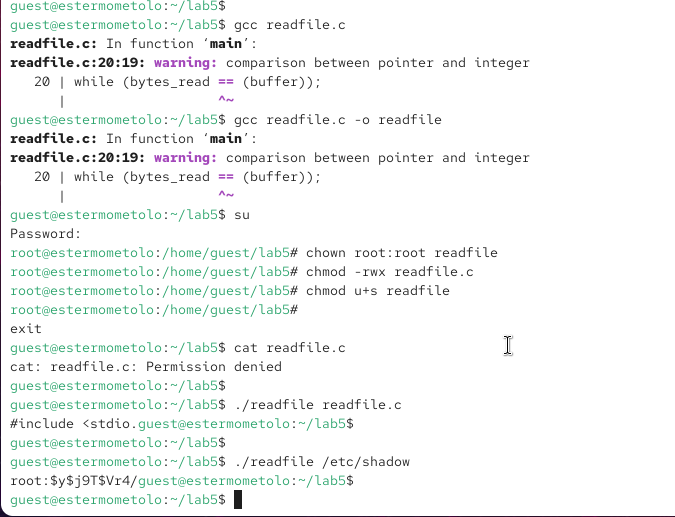 guest@estermometolo:~/lab5$
guest@estermometolo:~/lab5$ gcc readfile.c
readfile.c: In function ‘main’:
readfile.c:20:19: warning: comparison between pointer and integer
   20 | while (bytes_read == (buffer));
      |                   ^~
guest@estermometolo:~/lab5$ gcc readfile.c -o readfile
readfile.c: In function ‘main’:
readfile.c:20:19: warning: comparison between pointer and integer
   20 | while (bytes_read == (buffer));
      |                   ^~
guest@estermometolo:~/lab5$ su
Password:
root@estermometolo:/home/guest/lab5# chown root:root readfile
root@estermometolo:/home/guest/lab5# chmod -rwx readfile.c
root@estermometolo:/home/guest/lab5# chmod u+s readfile
root@estermometolo:/home/guest/lab5#
exit
guest@estermometolo:~/lab5$ cat readfile.c
cat: readfile.c: Permission denied
guest@estermometolo:~/lab5$
guest@estermometolo:~/lab5$ ./readfile readfile.c
#include <stdio.guest@estermometolo:~/lab5$
guest@estermometolo:~/lab5$
guest@estermometolo:~/lab5$ ./readfile /etc/shadow
root:$y$j9T$Vr4/guest@estermometolo:~/lab5$
guest@estermometolo:~/lab5$